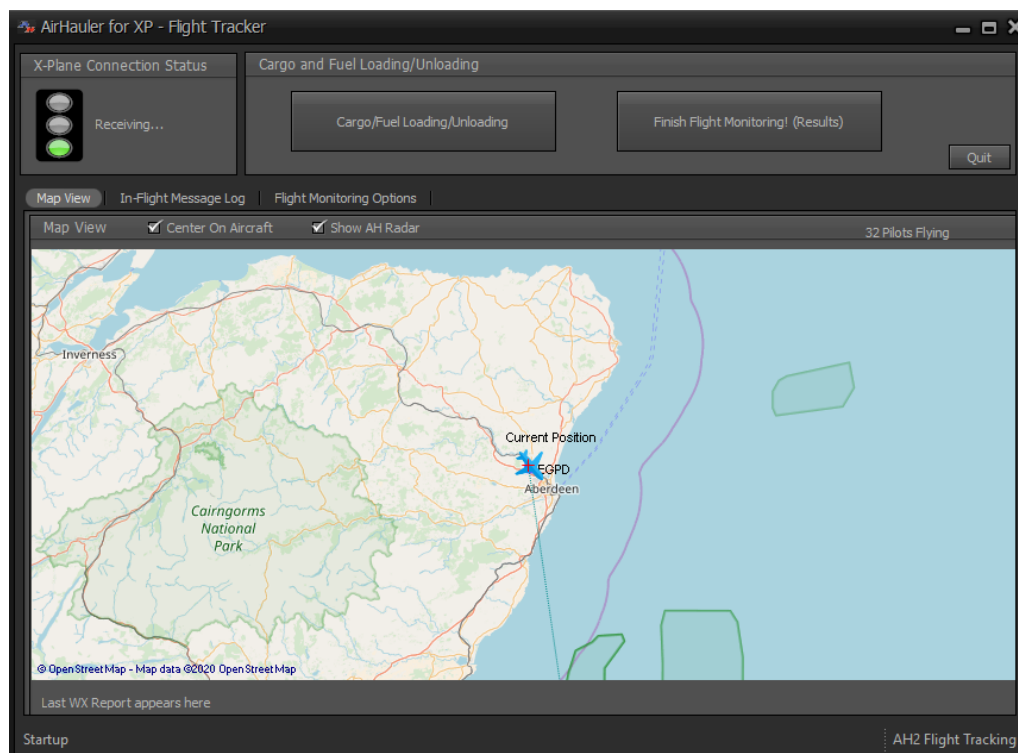 AirHauler for XP - Flight Tracker
X-Plane Connection Status
Receiving...
Cargo and Fuel Loading/Unloading
Cargo/Fuel Loading/Unloading
Finish Flight Monitoring! (Results)
Quit
Map View
In-Flight Message Log
Flight Monitoring Options
Map View
Center On Aircraft
Show AH Radar
32 Pilots Flying
Inverness
Current Position
EGPD
Aberdeen
Cairngorms
National
Park
© OpenStreetMap - Map data ©2020 OpenStreetMap
Last WX Report appears here
Startup
AH2 Flight Tracking